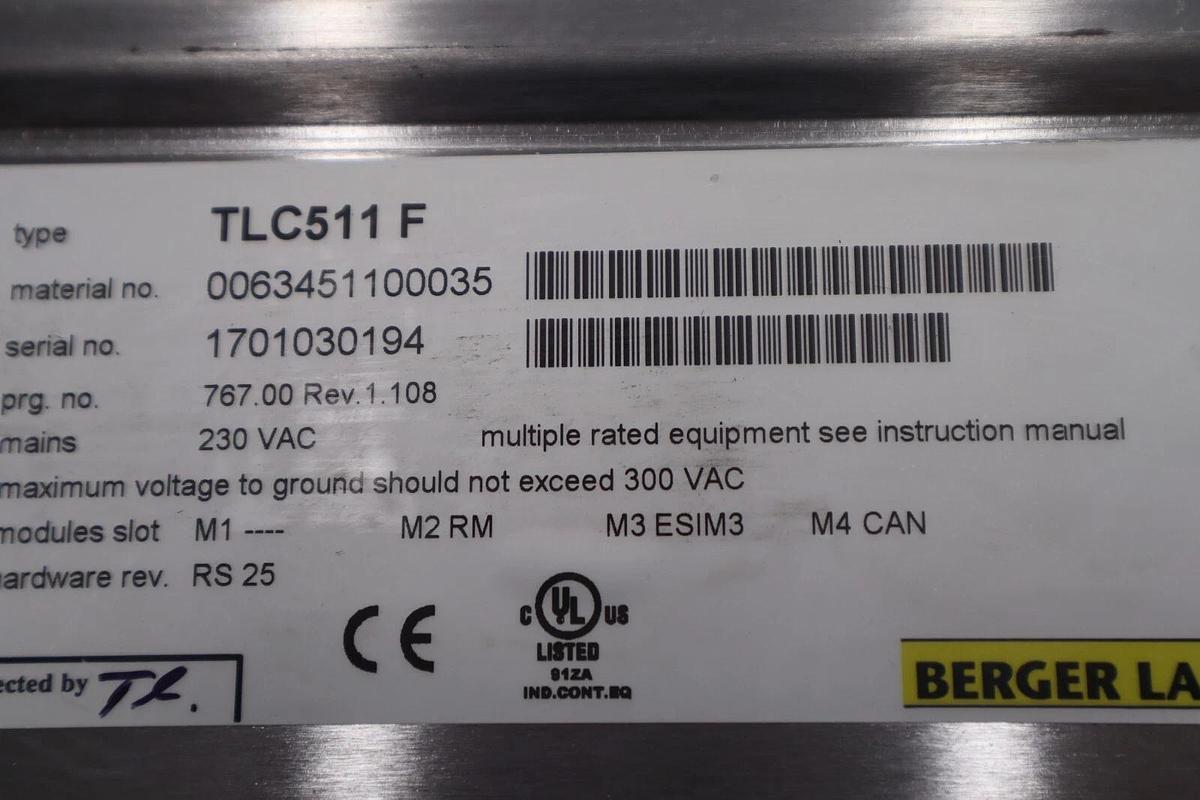 type TLC511 F
material no. 0063451100035
serial no. 1701030194
prg. no. 767.00 Rev.1.108
mains 230 VAC multiple rated equipment see instruction manual
maximum voltage to ground should not exceed 300 VAC
modules slot M1 ---- M2 RM M3 ESIM3 M4 CAN
hardware rev. RS 25
CE
C UL US
LISTED
91ZA
IND.CONT.EQ
ected by TL.
BERGER LA